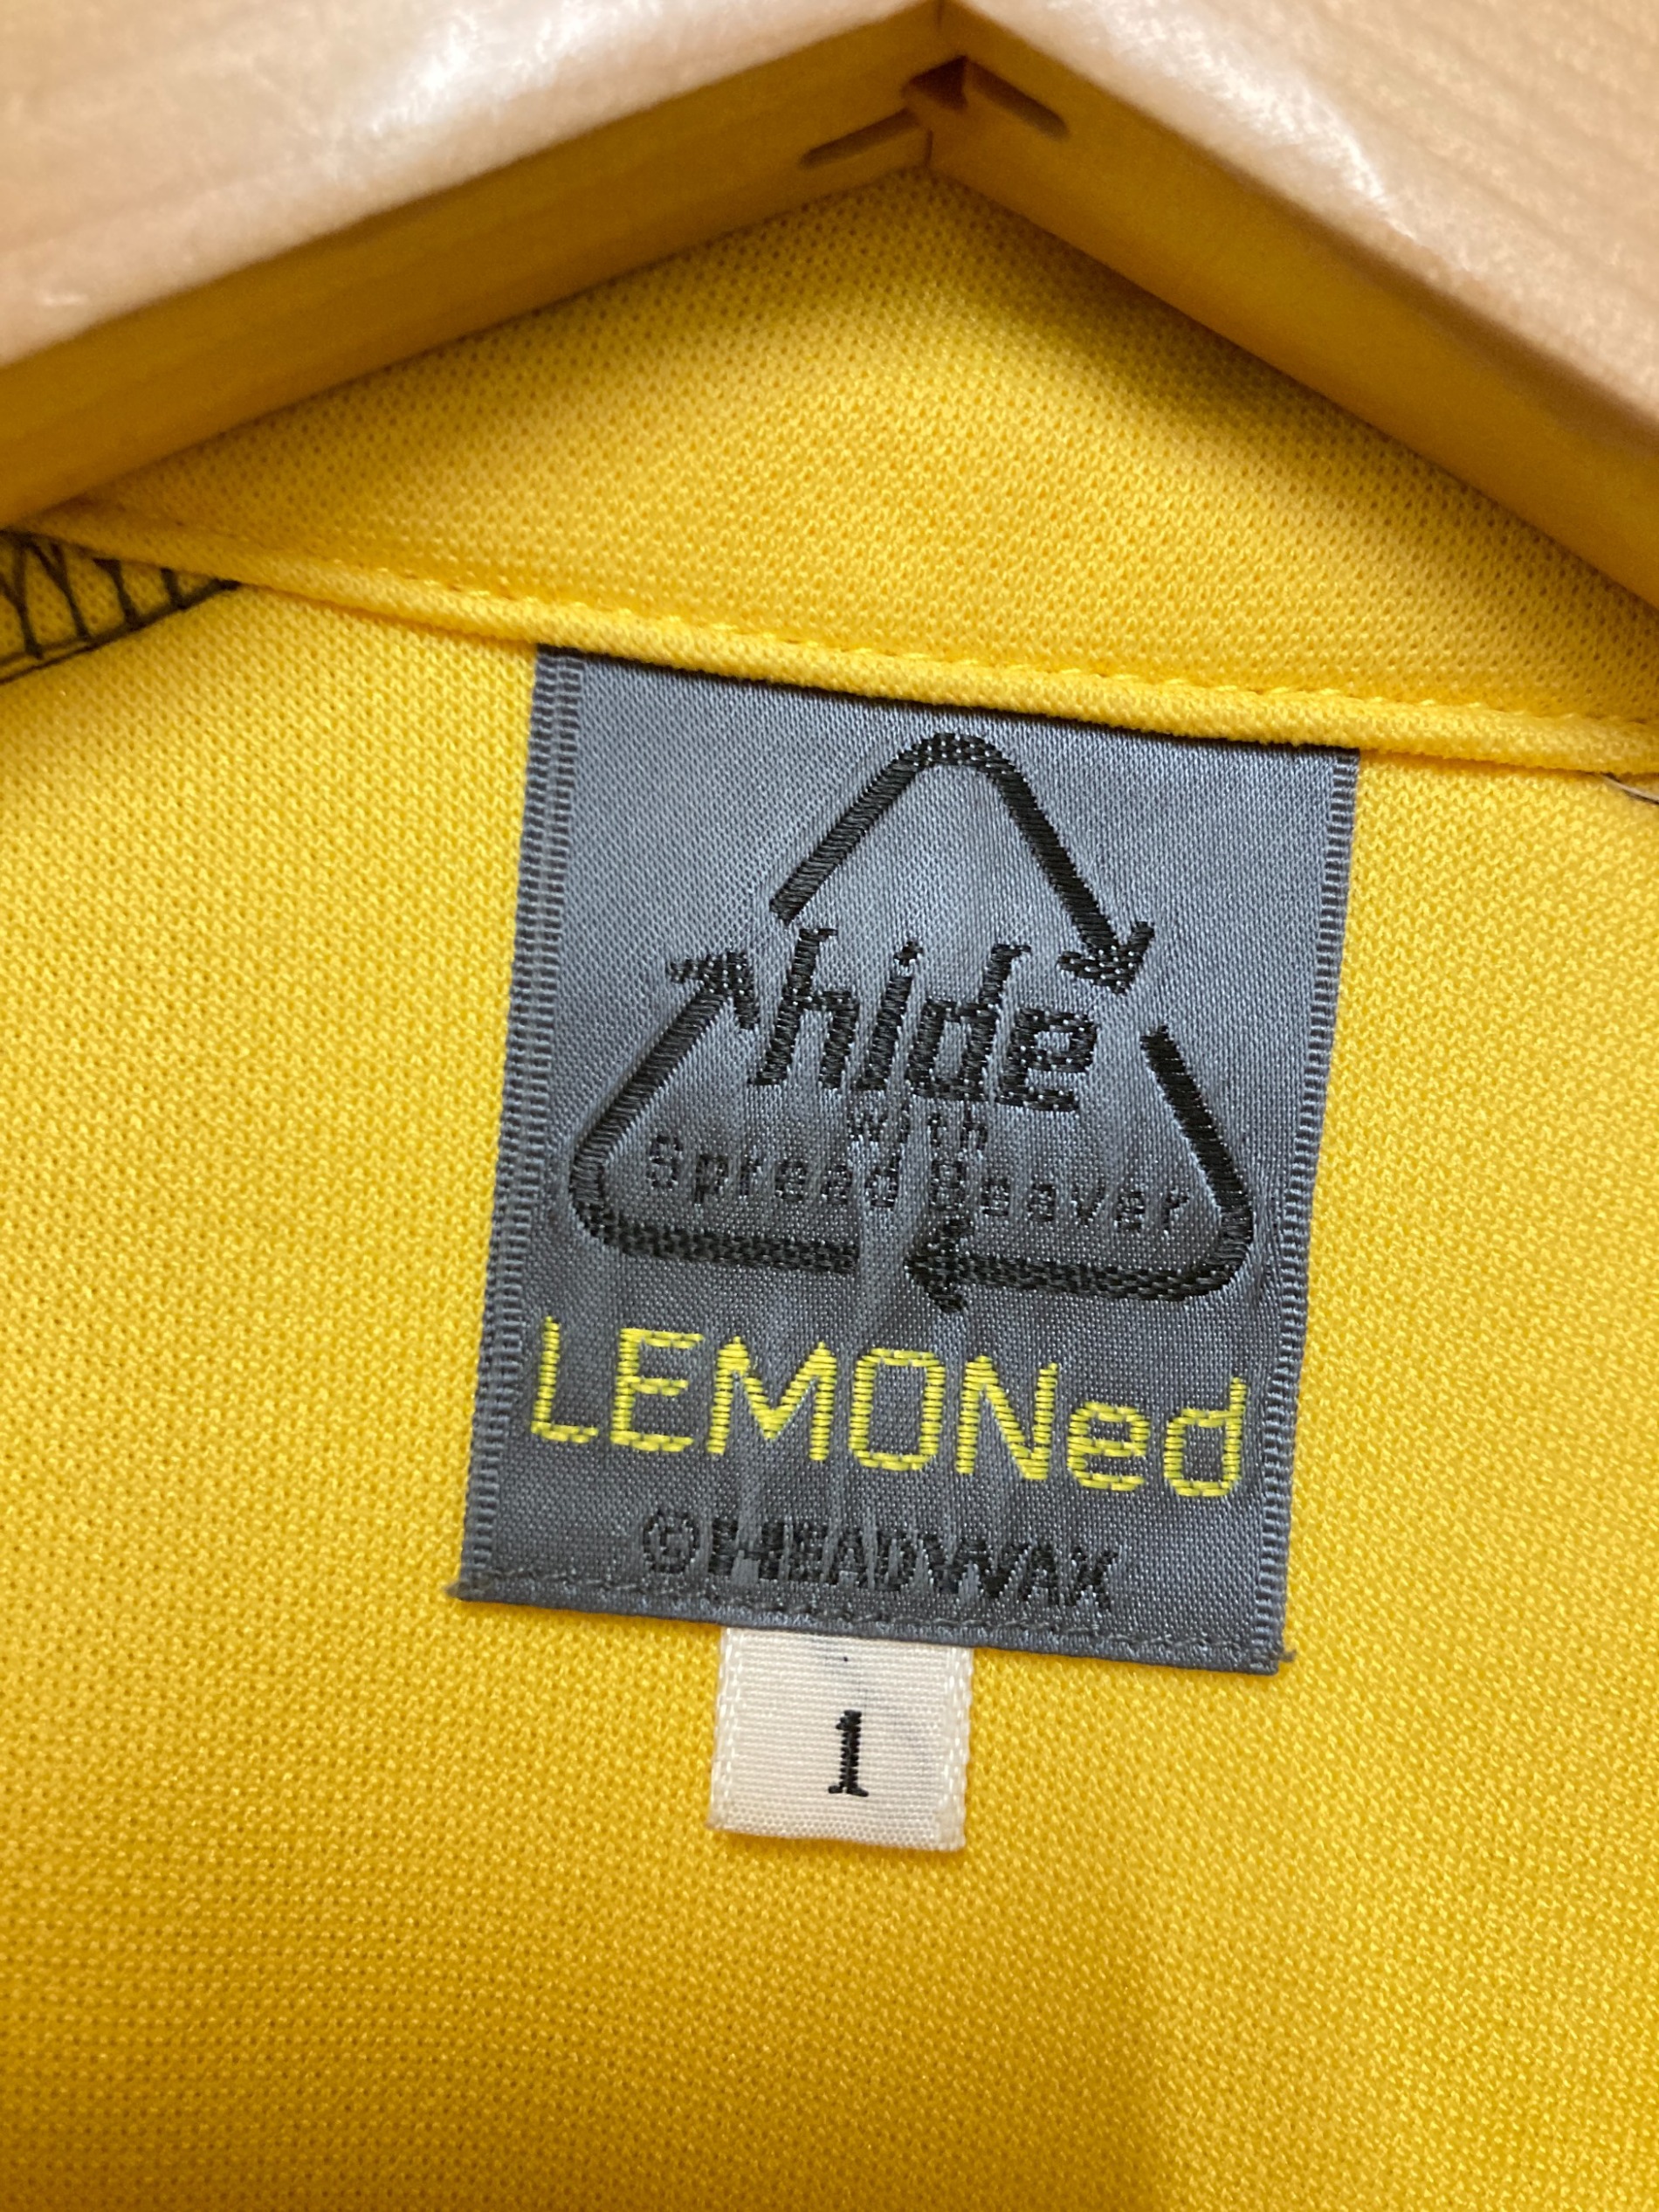 hide
with
Spread Beaver
LEMONed
©HEADWAX
1